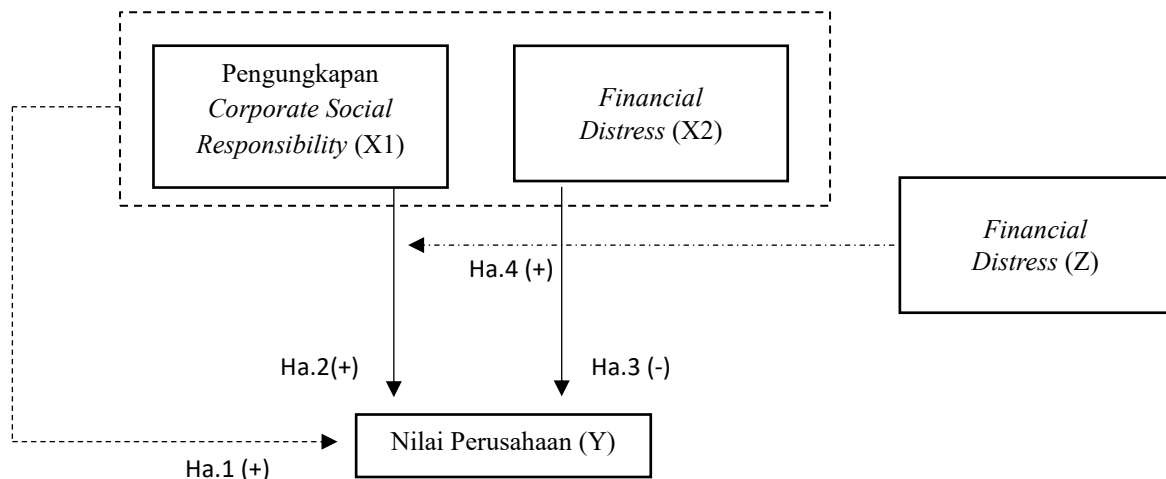 Pengungkapan
Corporate Social
Responsibility (X1)
Financial
Distress (X2)
Financial
Distress (Z)
Ha.4 (+)
Ha.2(+)
Ha.3 (-)
Nilai Perusahaan (Y)
Ha.1 (+)